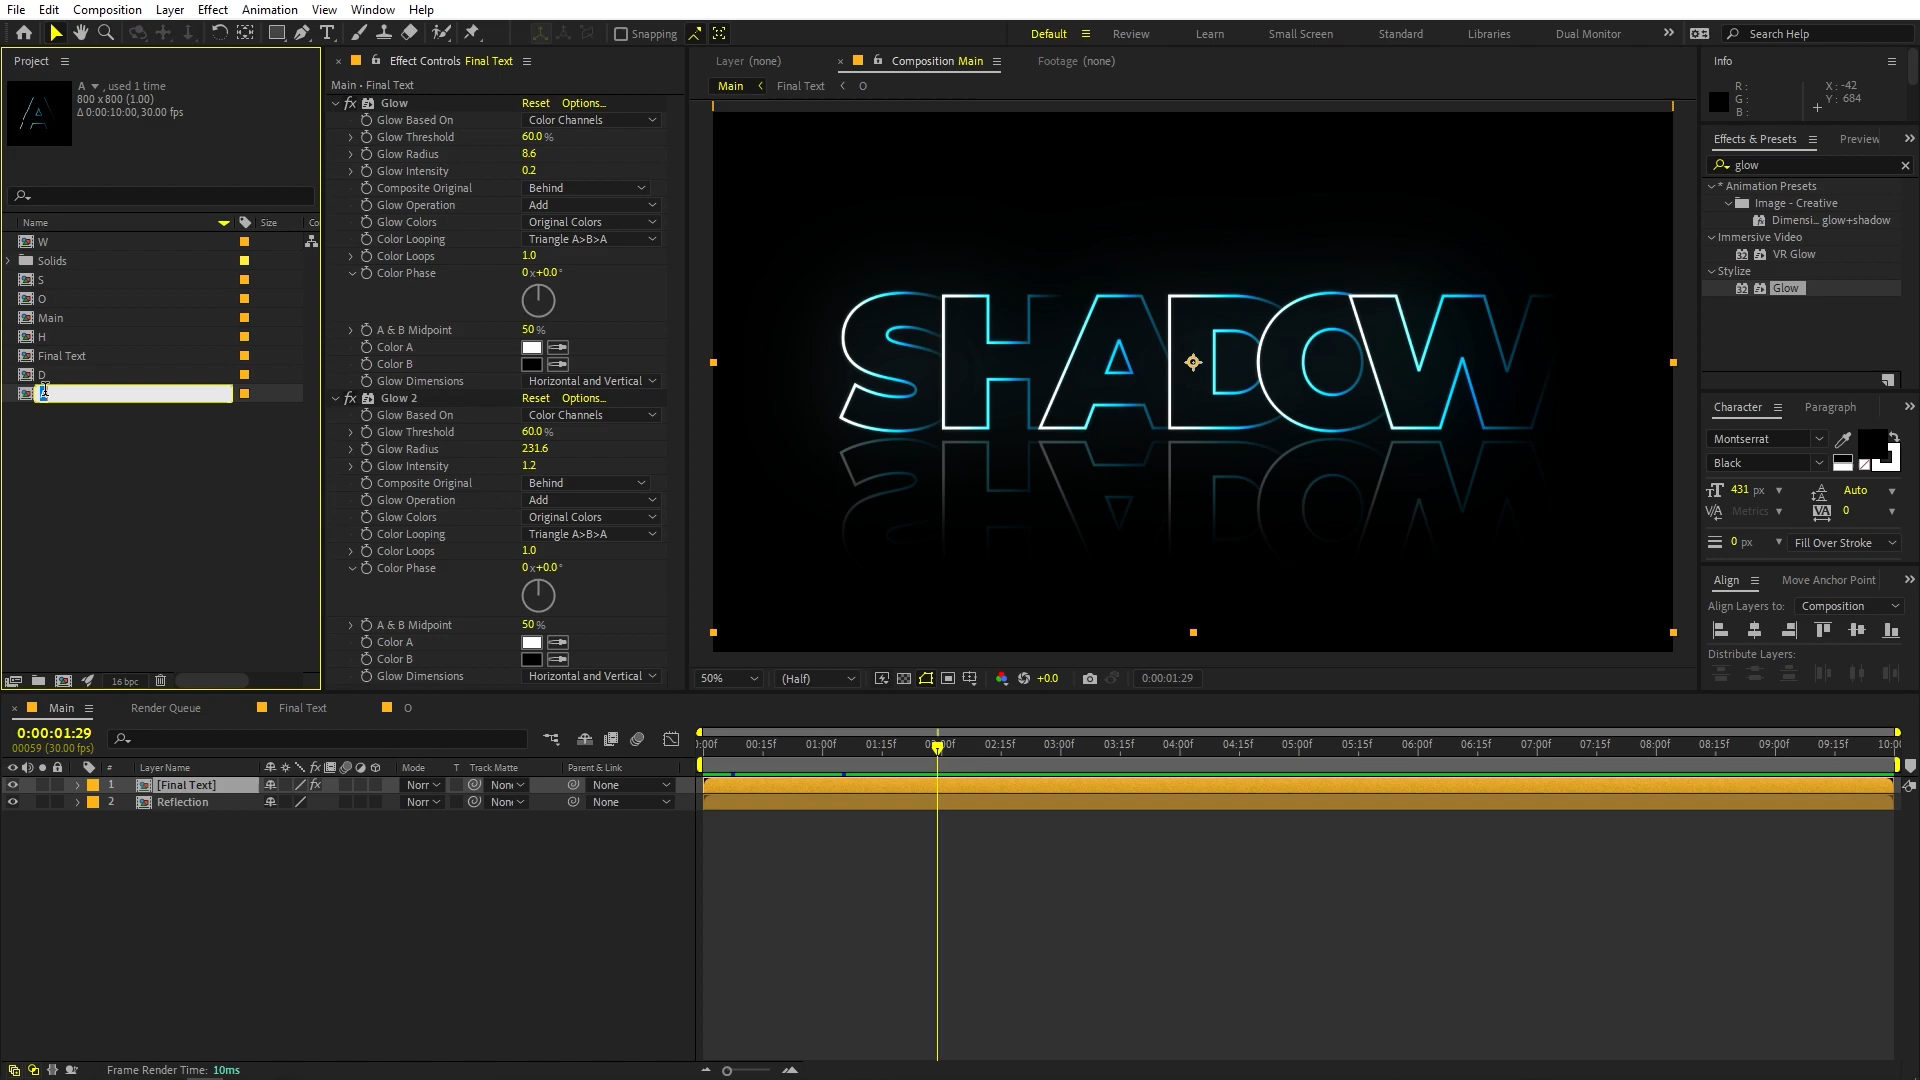 File Edit Composition Layer Effect Animation View Window Help
Snapping
Default Review Learn Small Screen Standard Libraries Dual Monitor Search Help
Project
A , used 1 time
800 x 800 (1.00)
Δ 0:00:10:00, 30.00 fps
Name Size Co
W
Solids
S
O
Main
H
Final Text
D
16 bpc
Effect Controls Final Text
Main • Final Text
fx Glow Reset Options...
Glow Based On Color Channels
Glow Threshold 60.0 %
Glow Radius 8.6
Glow Intensity 0.2
Composite Original Behind
Glow Operation Add
Glow Colors Original Colors
Color Looping Triangle A>B>A
Color Loops 1.0
Color Phase 0 x+0.0 °
A & B Midpoint 50 %
Color A
Color B
Glow Dimensions Horizontal and Vertical
fx Glow 2 Reset Options...
Glow Based On Color Channels
Glow Threshold 60.0 %
Glow Radius 231.6
Glow Intensity 1.2
Composite Original Behind
Glow Operation Add
Glow Colors Original Colors
Color Looping Triangle A>B>A
Color Loops 1.0
Color Phase 0 x+0.0 °
A & B Midpoint 50 %
Color A
Color B
Glow Dimensions Horizontal and Vertical
Layer (none) Composition Main Footage (none)
Main Final Text O
SHADOW
50% (Half) +0.0 0:00:01:29
Info
R :
G :
B :
X : -42
Y : 684
Effects & Presets Preview
glow
* Animation Presets
Image - Creative
Dimensi... glow+shadow
Immersive Video
32 VR Glow
Stylize
32 Glow
Character Paragraph
Montserrat
Black
431 px Auto
Metrics 0
0 px Fill Over Stroke
Align Move Anchor Point
Align Layers to: Composition
Distribute Layers:
Main Render Queue Final Text O
0:00:01:29
00059 (30.00 fps)
:00f 00:15f 01:00f 01:15f 02:00f 02:15f 03:00f 03:15f 04:00f 04:15f 05:00f 05:15f 06:00f 06:15f 07:00f 07:15f 08:00f 08:15f 09:00f 09:15f 10:00
# Layer Name fx Mode T Track Matte Parent & Link
1 [Final Text] fx Norr None None
2 Reflection Norr None None
Frame Render Time: 10ms